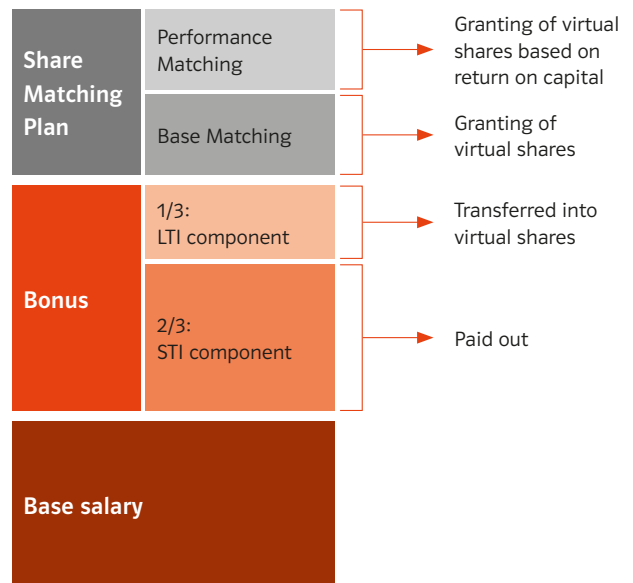 Share
Matching
Plan
Performance
Matching
Granting of virtual
shares based on
return on capital
Base Matching
Granting of
virtual shares
Bonus
1/3:
LTI component
Transferred into
virtual shares
2/3:
STI component
Paid out
Base salary